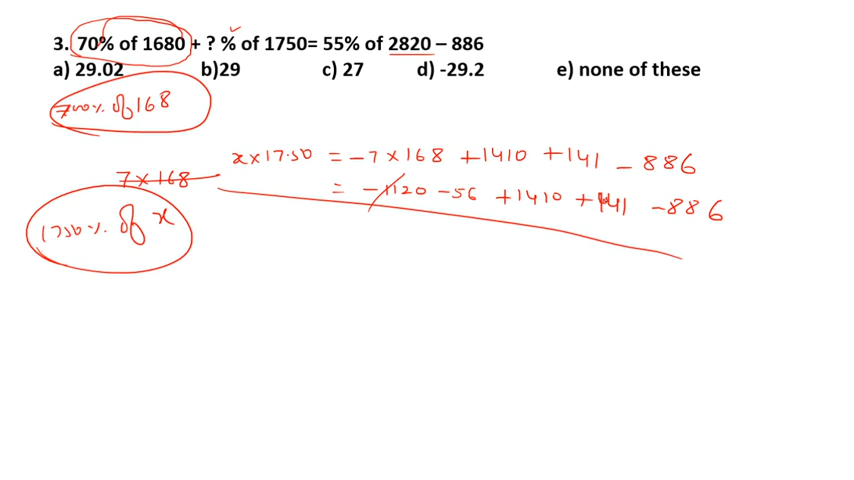 3. 70% of 1680 + ? % of 1750= 55% of 2820 – 886
a) 29.02 b)29 c) 27 d) -29.2 e) none of these
700% of 168
x × 17.50 = -7 × 168 +1410 +141 - 886
7 × 168
= -1120 -56 +1410 +141 -886
1750% of x